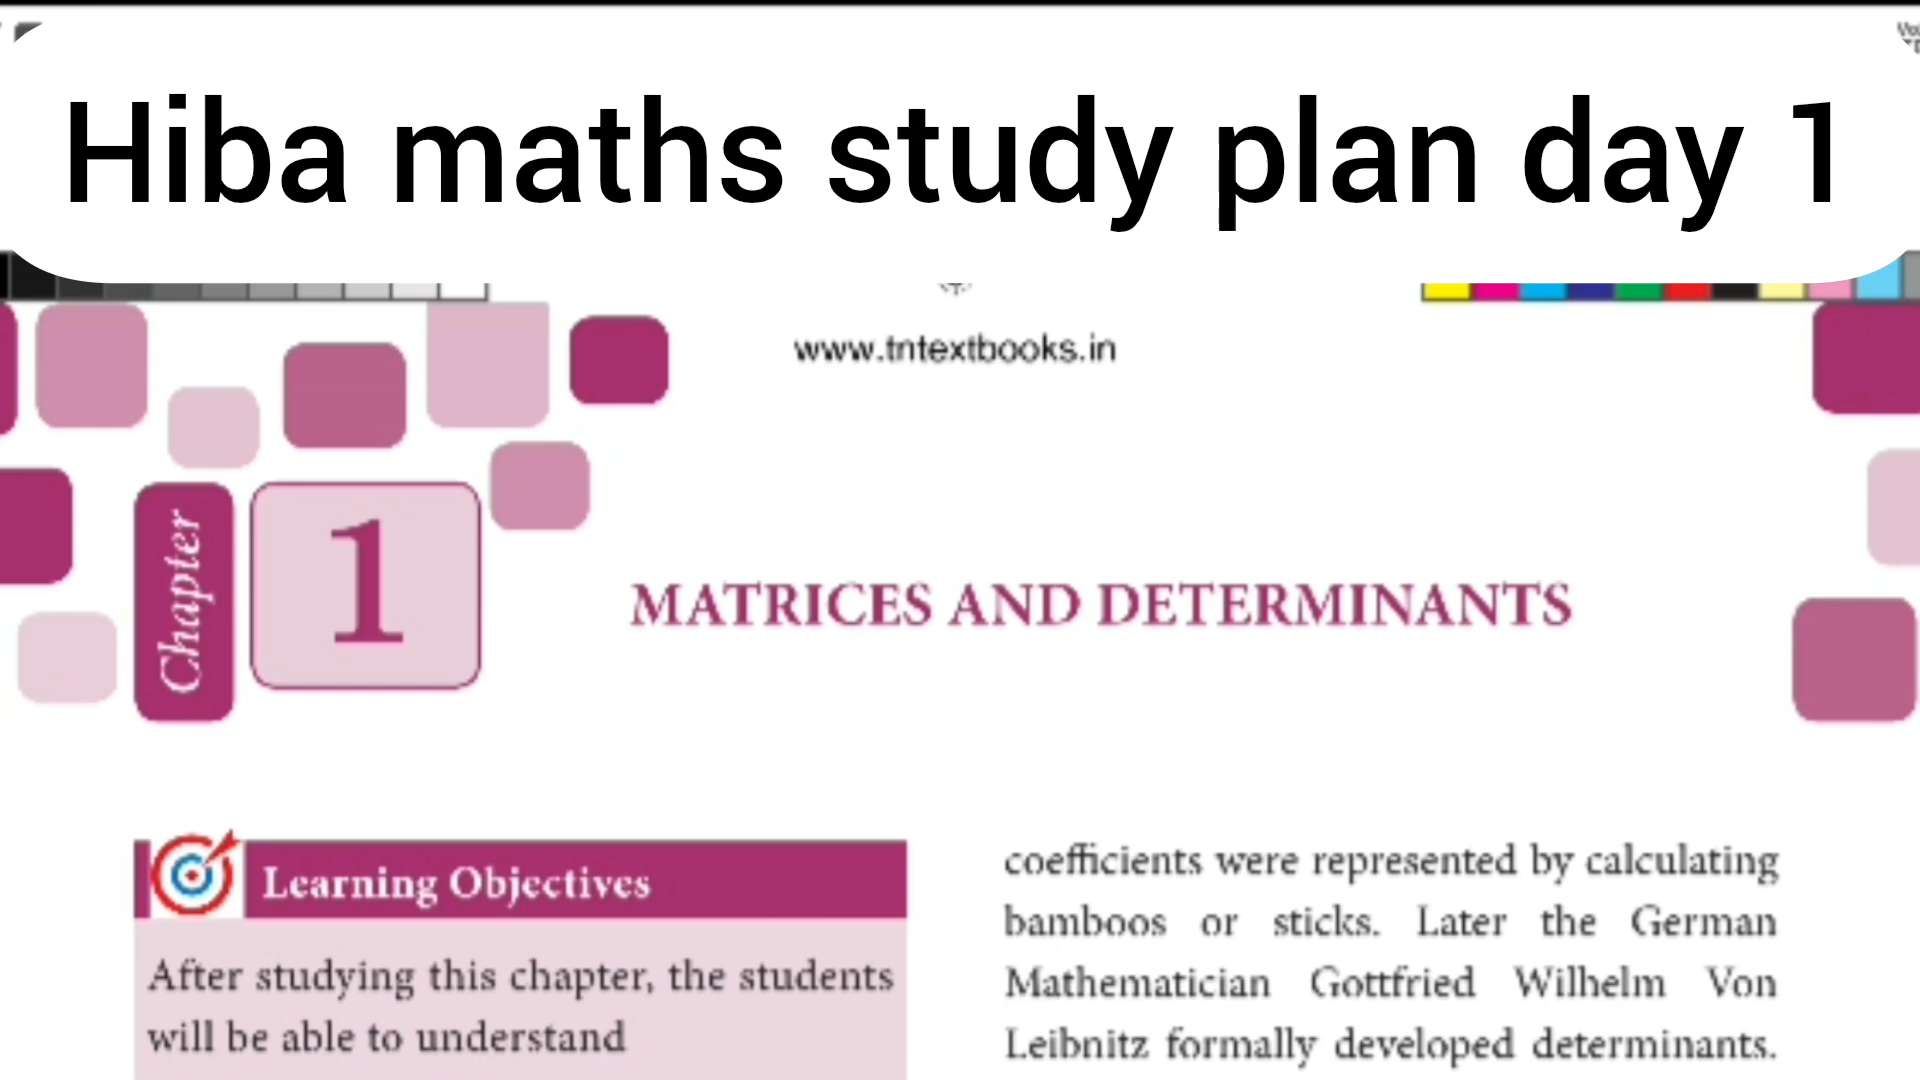 Hiba maths study plan day 1
www.tntextbooks.in
Chapter
1
MATRICES AND DETERMINANTS
Learning Objectives
After studying this chapter, the students
will be able to understand
coefficients were represented by calculating
bamboos or sticks. Later the German
Mathematician Gottfried Wilhelm Von
Leibnitz formally developed determinants.